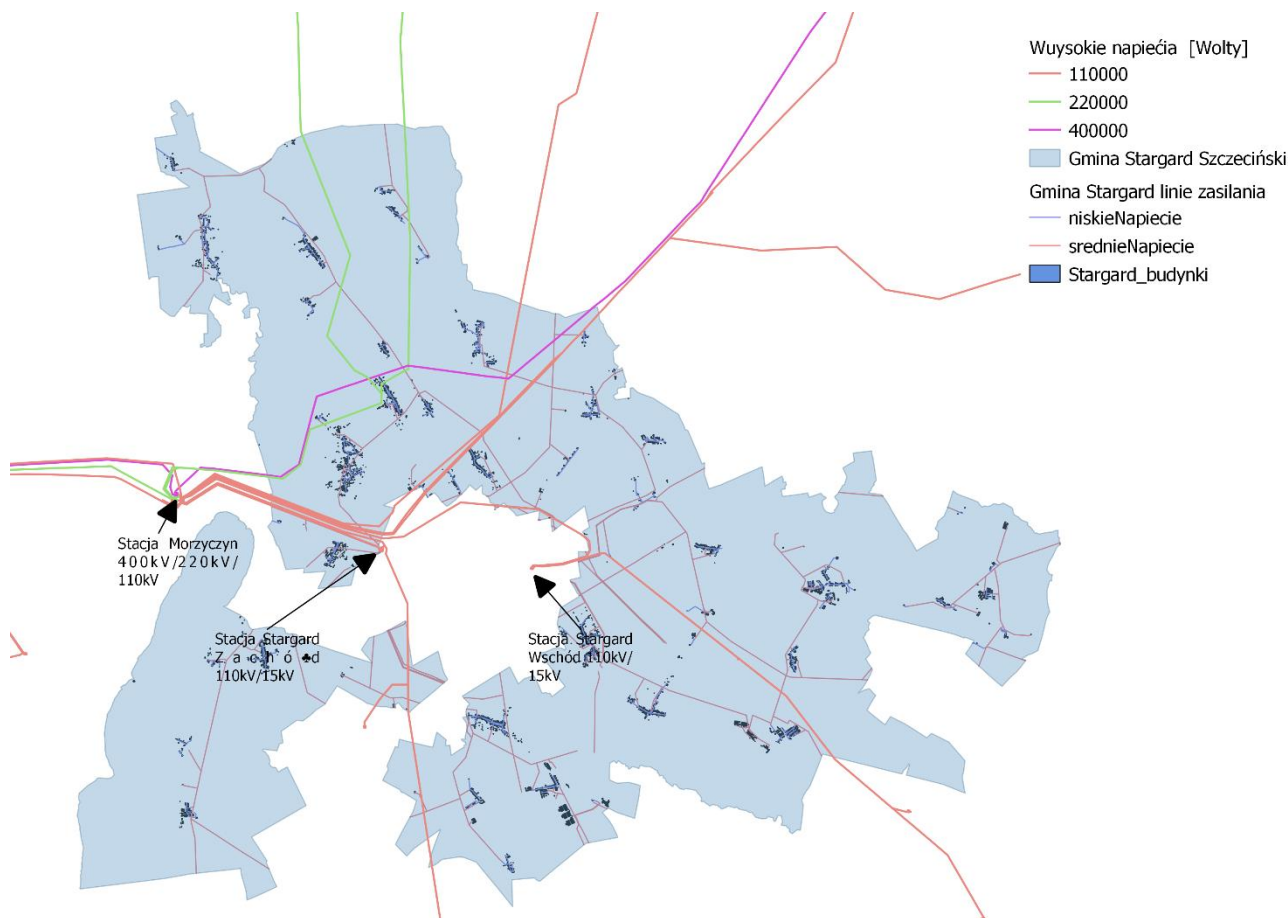 Wuysokie napiećia [Wolty]
110000
220000
400000
Gmina Stargard Szczeciński
Gmina Stargard linie zasilania
niskieNapiecie
srednieNapiecie
Stargard_budynki
Stacja Morzyczyn
400kV/220kV/
110kV
Stacja Stargard
Z a c h ó ♣d
110kV/15kV
Stacja Stargard
Wschód 110kV/
15kV